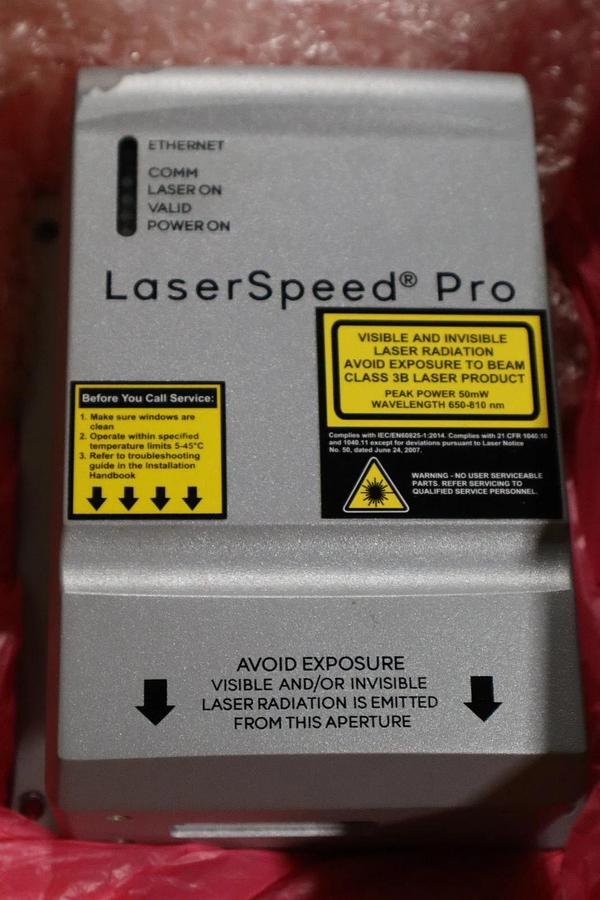 ETHERNET
COMM
LASER ON
VALID
POWER ON
LaserSpeed® Pro
VISIBLE AND INVISIBLE
LASER RADIATION
AVOID EXPOSURE TO BEAM
CLASS 3B LASER PRODUCT
PEAK POWER 50mW
WAVELENGTH 650-810 nm
Complies with IEC/EN60825-1:2014. Complies with 21 CFR 1040.10
and 1040.11 except for deviations pursuant to Laser Notice
No. 50, dated June 24, 2007.
WARNING - NO USER SERVICEABLE
PARTS. REFER SERVICING TO
QUALIFIED SERVICE PERSONNEL.
Before You Call Service:
1. Make sure windows are
clean
2. Operate within specified
temperature limits 5-45°C
3. Refer to troubleshooting
guide in the Installation
Handbook
AVOID EXPOSURE
VISIBLE AND/OR INVISIBLE
LASER RADIATION IS EMITTED
FROM THIS APERTURE